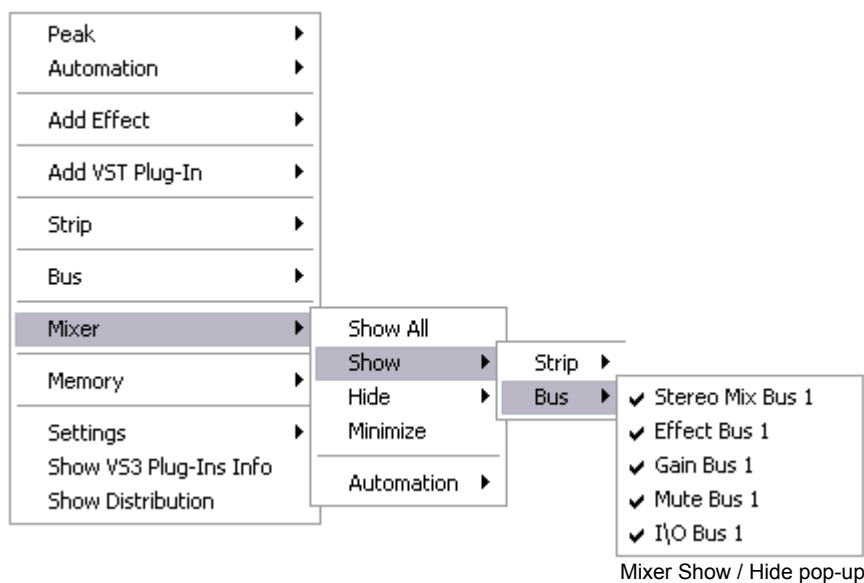 Peak
Automation
Add Effect
Add VST Plug-In
Strip
Bus
Mixer
Memory
Settings
Show VS3 Plug-Ins Info
Show Distribution
Show All
Show
Hide
Minimize
Automation
Strip
Bus
Stereo Mix Bus 1
Effect Bus 1
Gain Bus 1
Mute Bus 1
I\O Bus 1
Mixer Show / Hide pop-up